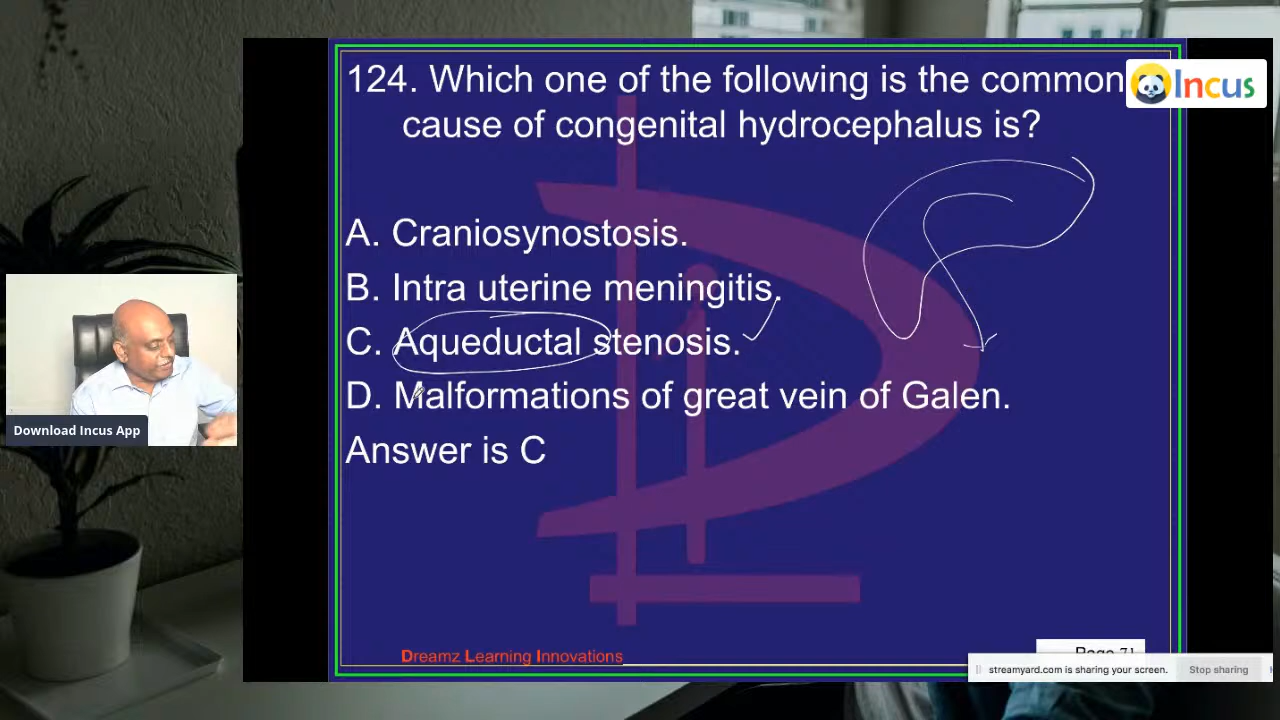 124. Which one of the following is the common
cause of congenital hydrocephalus is?
Incus
A. Craniosynostosis.
B. Intra uterine meningitis.
C. Aqueductal stenosis.
D. Malformations of great vein of Galen.
Answer is C
Download Incus App
Dreamz Learning Innovations
Page 71
streamyard.com is sharing your screen.
Stop sharing